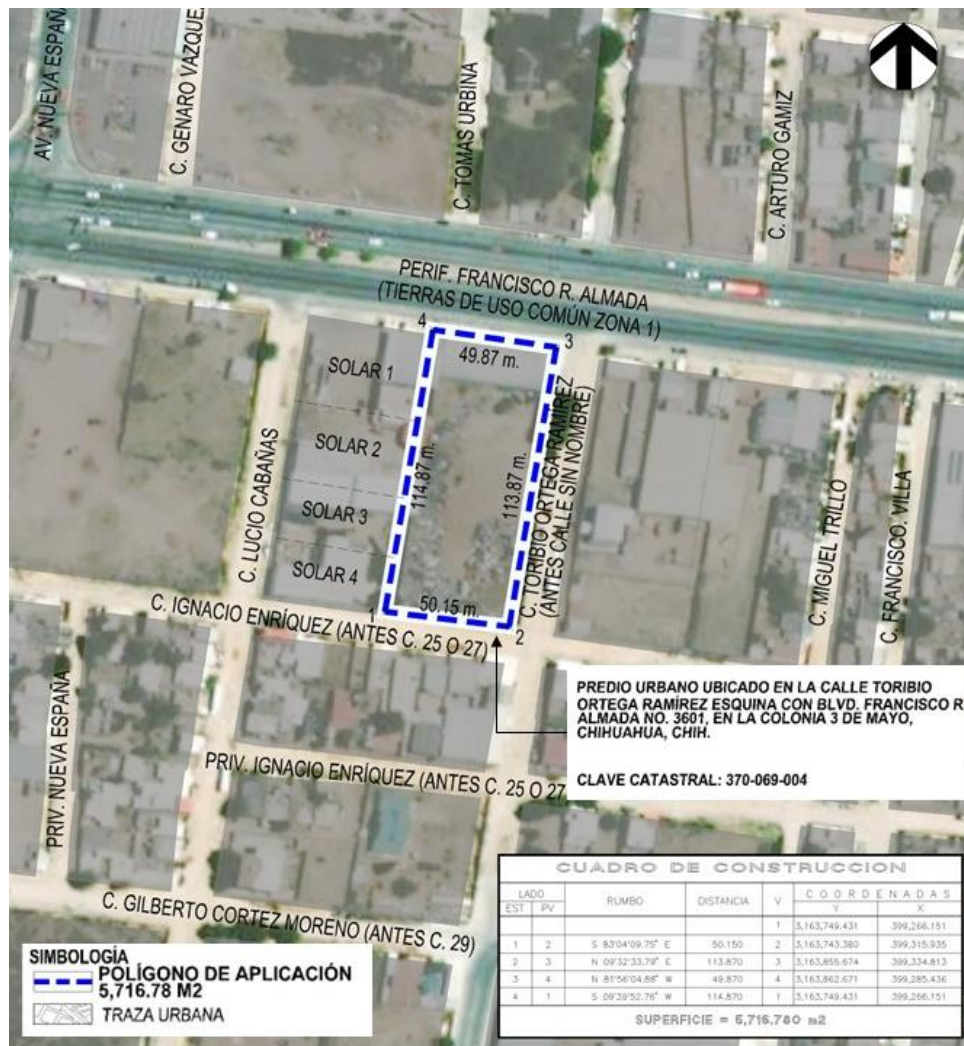 AV. NUEVA ESPAÑA
C. GENARO VAZQUEZ
C. TOMAS URBINA
C. ARTURO GAMIZ
PERIF. FRANCISCO R. ALMADA
(TIERRAS DE USO COMÚN ZONA 1)
4
3
49.87 m.
SOLAR 1
SOLAR 2
SOLAR 3
SOLAR 4
114.87 m.
113.87 m.
C. TORIBIO ORTEGA RAMÍREZ
(ANTES CALLE SIN NOMBRE)
C. LUCIO CABAÑAS
C. MIGUEL TRILLO
C. FRANCISCO. VILLA
50.15 m.
1
2
C. IGNACIO ENRÍQUEZ (ANTES C. 25 O 27)
PRIV. NUEVA ESPAÑA
PRIV. IGNACIO ENRÍQUEZ (ANTES C. 25 O 27
C. GILBERTO CORTEZ MORENO (ANTES C. 29)
PREDIO URBANO UBICADO EN LA CALLE TORIBIO
ORTEGA RAMÍREZ ESQUINA CON BLVD. FRANCISCO R
ALMADA NO. 3601, EN LA COLONIA 3 DE MAYO,
CHIHUAHUA, CHIH.
CLAVE CATASTRAL: 370-069-004
SIMBOLOGÍA
POLÍGONO DE APLICACIÓN
5,716.78 M2
TRAZA URBANA
CUADRO DE CONSTRUCCION
LADO RUMBO DISTANCIA V COORDENADAS
EST PV Y X
1 3,163,749.431 399,266.151
1 2 S 83°04'09.75" E 50.150 2 3,163,743.380 399,315.935
2 3 N 09°32'33.79" E 113.870 3 3,163,855.674 399,334.813
3 4 N 81°56'04.88" W 49.870 4 3,163,862.671 399,285.436
4 1 S 09°39'52.76" W 114.870 1 3,163,749.431 399,266.151
SUPERFICIE = 5,716.780 m2